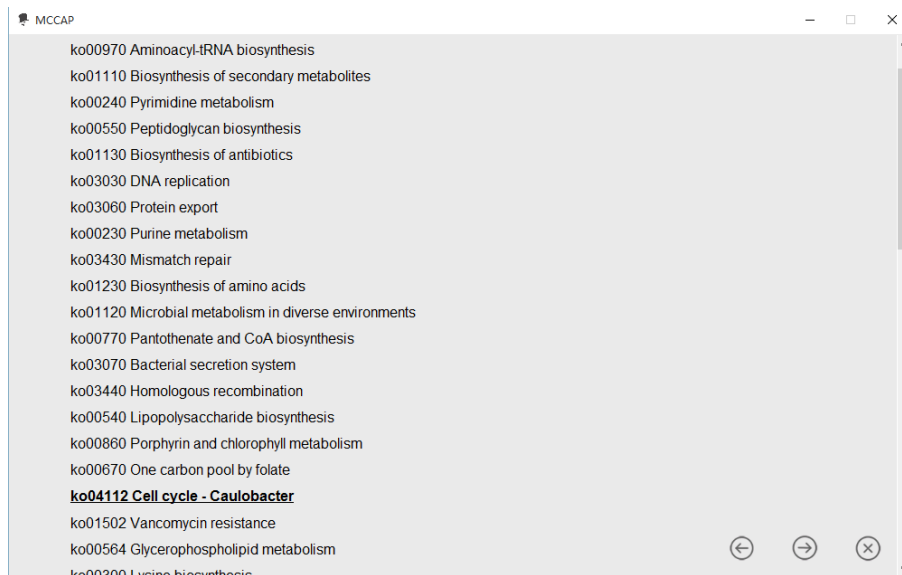 MCCAP
ko00970 Aminoacyl-tRNA biosynthesis
ko01110 Biosynthesis of secondary metabolites
ko00240 Pyrimidine metabolism
ko00550 Peptidoglycan biosynthesis
ko01130 Biosynthesis of antibiotics
ko03030 DNA replication
ko03060 Protein export
ko00230 Purine metabolism
ko03430 Mismatch repair
ko01230 Biosynthesis of amino acids
ko01120 Microbial metabolism in diverse environments
ko00770 Pantothenate and CoA biosynthesis
ko03070 Bacterial secretion system
ko03440 Homologous recombination
ko00540 Lipopolysaccharide biosynthesis
ko00860 Porphyrin and chlorophyll metabolism
ko00670 One carbon pool by folate
ko04112 Cell cycle - Caulobacter
ko01502 Vancomycin resistance
ko00564 Glycerophospholipid metabolism
ko00300 Lysine biosynthesis